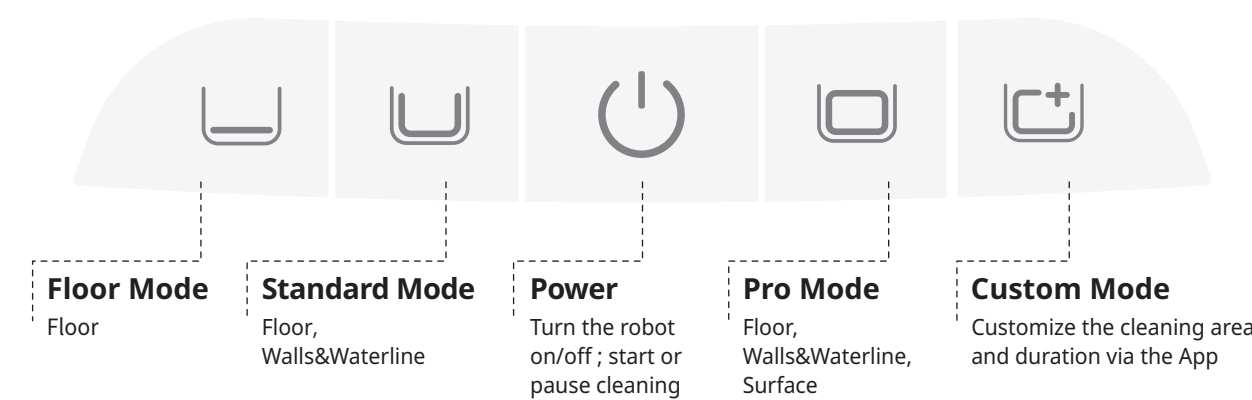 Floor Mode
Floor
Standard Mode
Floor,
Walls&Waterline
Power
Turn the robot
on/off ; start or
pause cleaning
Pro Mode
Floor,
Walls&Waterline,
Surface
Custom Mode
Customize the cleaning area
and duration via the App